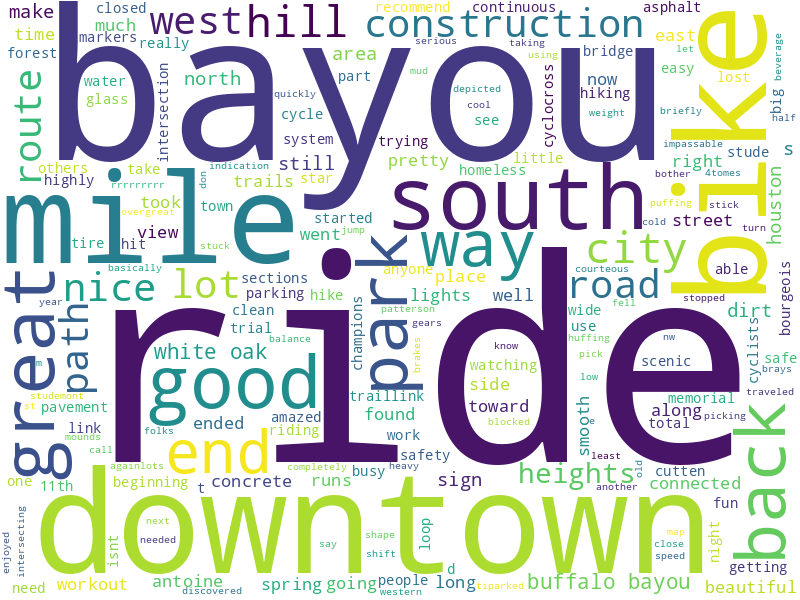 make
closed
much
markers
really
west
hill
recommend
continuous
asphalt
construction
serious
taking
east
let
time
forest
bayou
area
bridge
mud
using
water
glass
north
part
quickly
depicted
cool
now
hiking
easy
lost
big
beverage
half
route
intersection
cycle
system
trying
see
weight
cyclocross
briefly
bike
others
highly
take
rrrrrrrrr
don
indication
still
star
pretty
little
homeless
right
impassable
stude
s
bother
4tomes
trails
took
overgreat
town
started
south
street
puffing
stick
cold
turn
houston
mile
tire
hit
view
stuck
went
jump
park
way
city
able
basically
sections
anyone
place
courteous
stopped
bourgeois
great
year
m
path
nice
lot
clean
parking
hike
lights
well
road
fell
wide
use
dirt
patterson
gears
trial
balance
champions
brakes
know
huffing
nw
pick
scenic
cyclists
safe
brays
white oak
ride
good
traillink
watching
side
low
traveled
studemont
st
pavement
link
mounds
folks
ended
amazed
riding
found
toward
blocked
smooth
e
memorial
along
picking
total
back
call
one
11th
againlots
beginning
t
end
concrete
completely
busy
runs
work
safety
heavy
sign
least
another
heights
old
cutten
connected
fun
downtown
enjoyed
intersecting
isnt
next
needed
say
shape
shift
loop
d
map
close
speed
night
getting
need
workout
antoine
discovered
spring
going
people
western
long
tiparked
buffalo bayou
beautiful